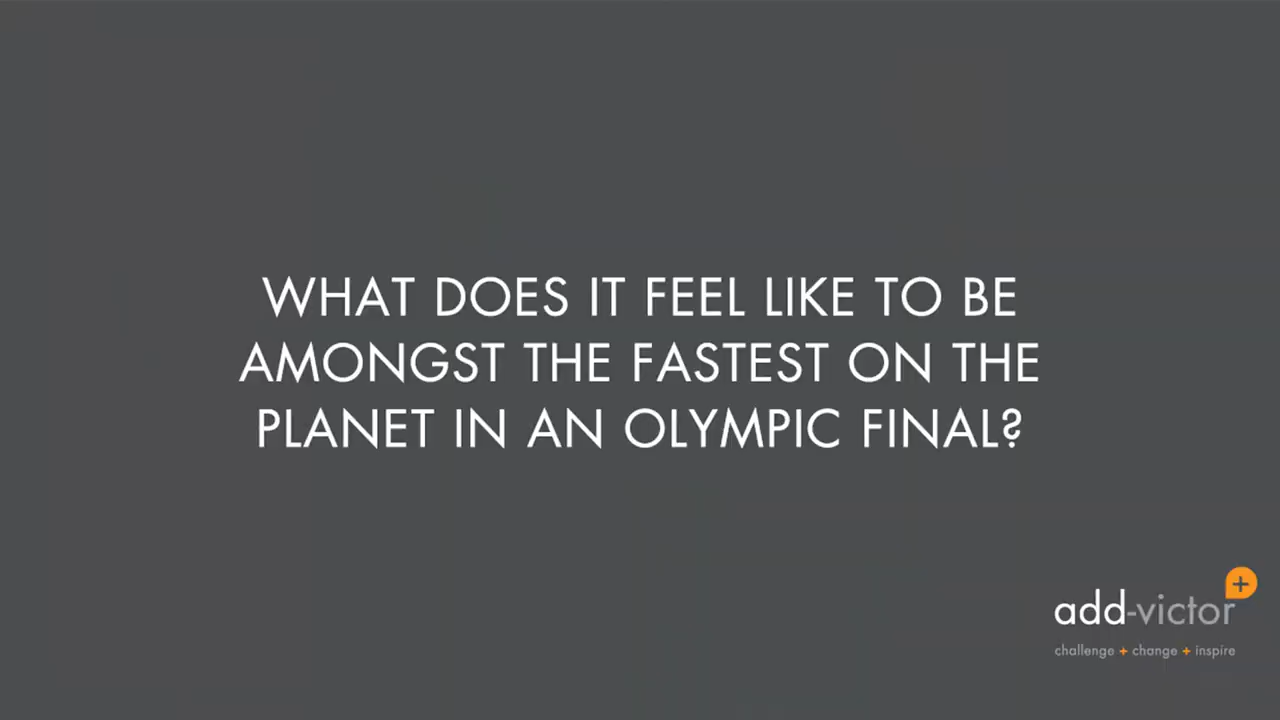 WHAT DOES IT FEEL LIKE TO BE
AMONGST THE FASTEST ON THE
PLANET IN AN OLYMPIC FINAL?
+
add-victor
challenge + change + inspire